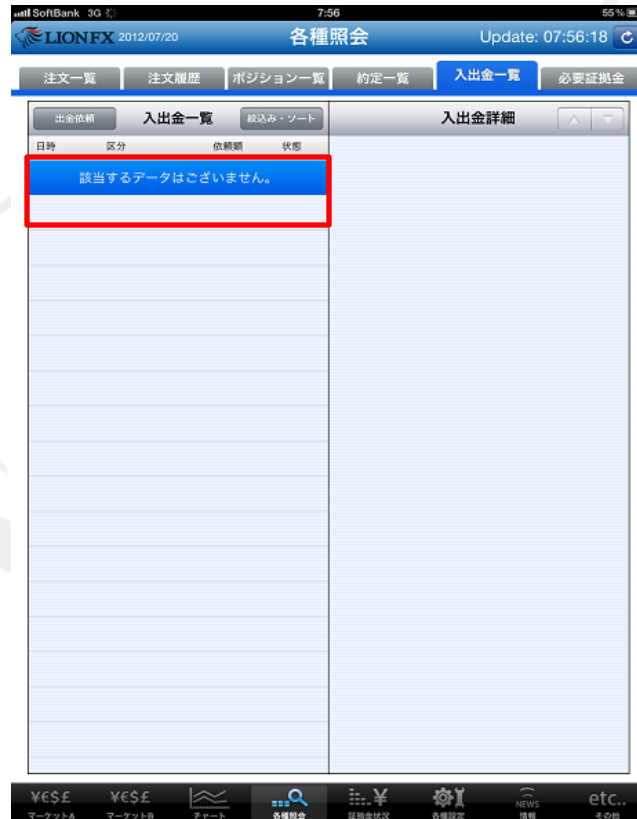 SoftBank 3G 7:56 55%
LION FX 2012/07/20 各種照会 Update: 07:56:18
注文一覧 注文履歴 ポジション一覧 約定一覧 入出金一覧 必要証拠金
出金依頼 入出金一覧 絞込み・ソート 入出金詳細
日時 区分 依頼額 状態
該当するデータはございません。
¥€$£ ¥€$£ ¥ NEWS etc..
マーケットA マーケットB チャート 各種照会 証拠金状況 各種設定 情報 その他